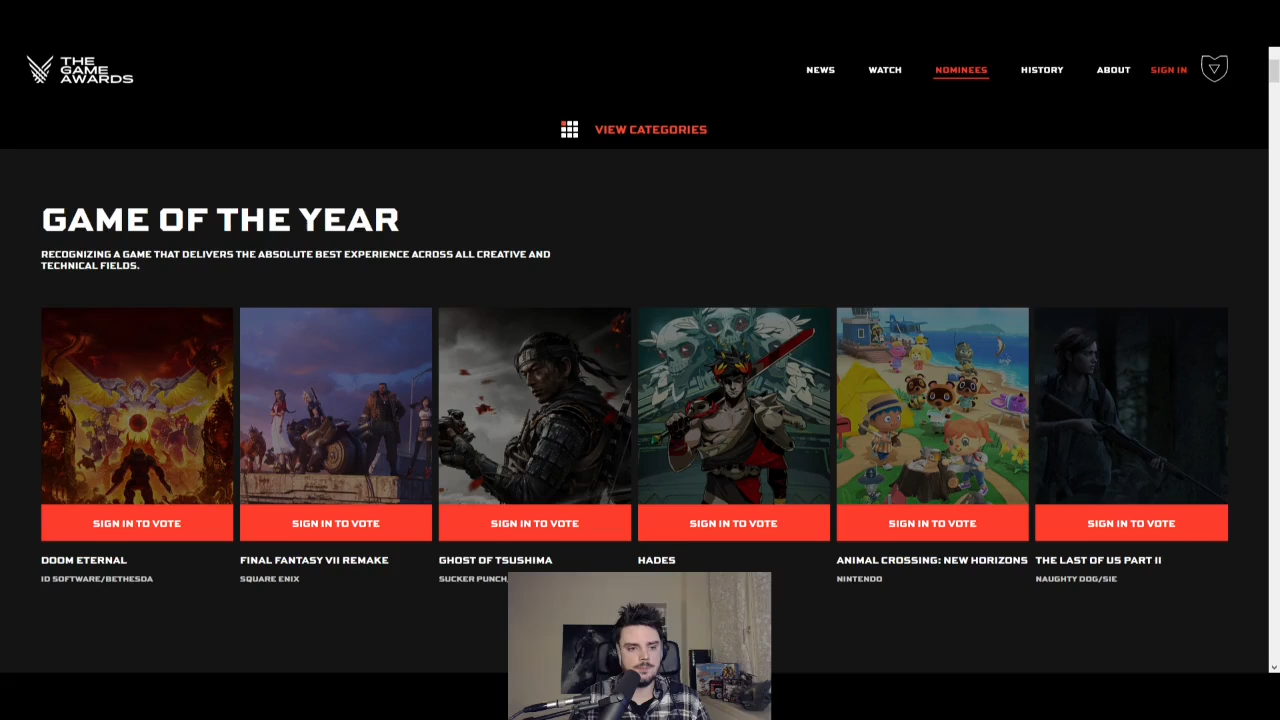 THE
GAME
AWARDS
NEWS
WATCH
NOMINEES
HISTORY
ABOUT
SIGN IN
VIEW CATEGORIES
GAME OF THE YEAR
RECOGNIZING A GAME THAT DELIVERS THE ABSOLUTE BEST EXPERIENCE ACROSS ALL CREATIVE AND
TECHNICAL FIELDS.
SIGN IN TO VOTE
SIGN IN TO VOTE
SIGN IN TO VOTE
SIGN IN TO VOTE
SIGN IN TO VOTE
SIGN IN TO VOTE
DOOM ETERNAL
FINAL FANTASY VII REMAKE
GHOST OF TSUSHIMA
HADES
ANIMAL CROSSING: NEW HORIZONS
THE LAST OF US PART II
ID SOFTWARE/BETHESDA
SQUARE ENIX
SUCKER PUNCH
NINTENDO
NAUGHTY DOG/SIE